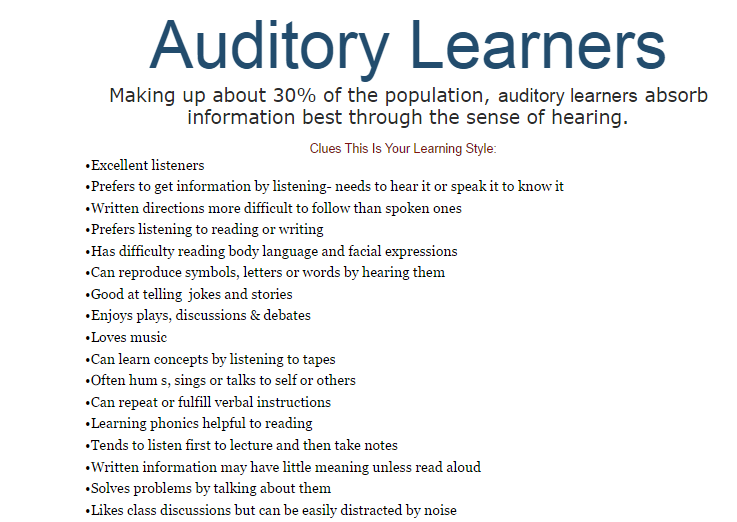 Auditory Learners
Making up about 30% of the population, auditory learners absorb
information best through the sense of hearing.
Clues This Is Your Learning Style:
•Excellent listeners
•Prefers to get information by listening- needs to hear it or speak it to know it
•Written directions more difficult to follow than spoken ones
•Prefers listening to reading or writing
•Has difficulty reading body language and facial expressions
•Can reproduce symbols, letters or words by hearing them
•Good at telling  jokes and stories
•Enjoys plays, discussions & debates
•Loves music
•Can learn concepts by listening to tapes
•Often hum s, sings or talks to self or others
•Can repeat or fulfill verbal instructions
•Learning phonics helpful to reading
•Tends to listen first to lecture and then take notes
•Written information may have little meaning unless read aloud
•Solves problems by talking about them
•Likes class discussions but can be easily distracted by noise